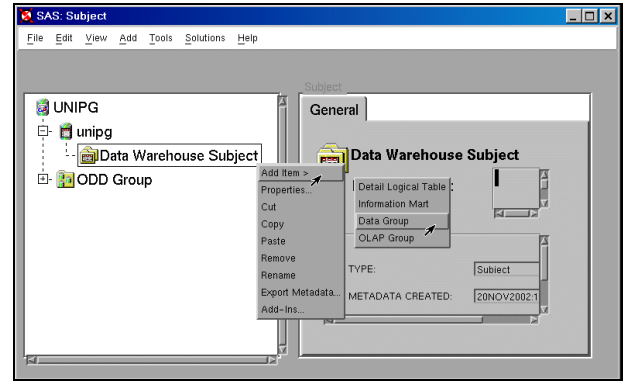 SAS: Subject
File Edit View Add Tools Solutions Help
Subject
General
UNIPG
unipg
Data Warehouse Subject
ODD Group
Data Warehouse Subject
:
Add Item >
Properties...
Cut
Copy
Paste
Remove
Rename
Export Metadata...
Add-Ins...
Detail Logical Table
Information Mart
Data Group
OLAP Group
TYPE:
Subject
METADATA CREATED:
20NOV2002:1